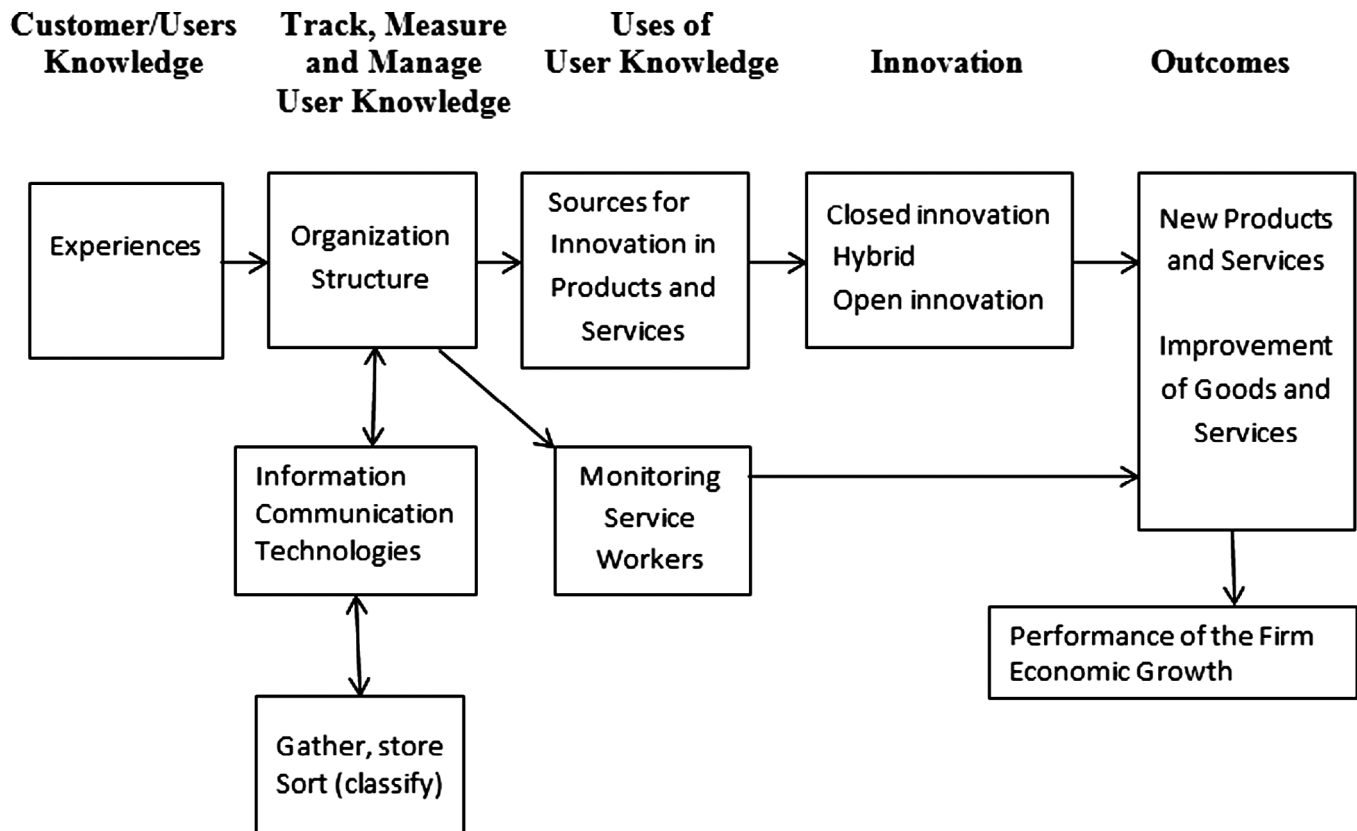 Customer/Users
Knowledge
Track, Measure
and Manage
User Knowledge
Uses of
User Knowledge
Innovation
Outcomes
Experiences
Organization
Structure
Sources for
Innovation in
Products and
Services
Closed innovation
Hybrid
Open innovation
New Products
and Services
Improvement
of Goods and
Services
Information
Communication
Technologies
Monitoring
Service
Workers
Performance of the Firm
Economic Growth
Gather, store
Sort (classify)